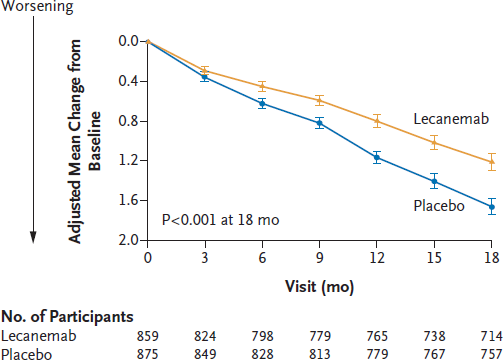 Worsening
Adjusted Mean Change from
Baseline
0.0
0.4
0.8
1.2
1.6
2.0
Lecanemab
Placebo
P<0.001 at 18 mo
0 3 6 9 12 15 18
Visit (mo)
No. of Participants
Lecanemab 859 824 798 779 765 738 714
Placebo 875 849 828 813 779 767 757